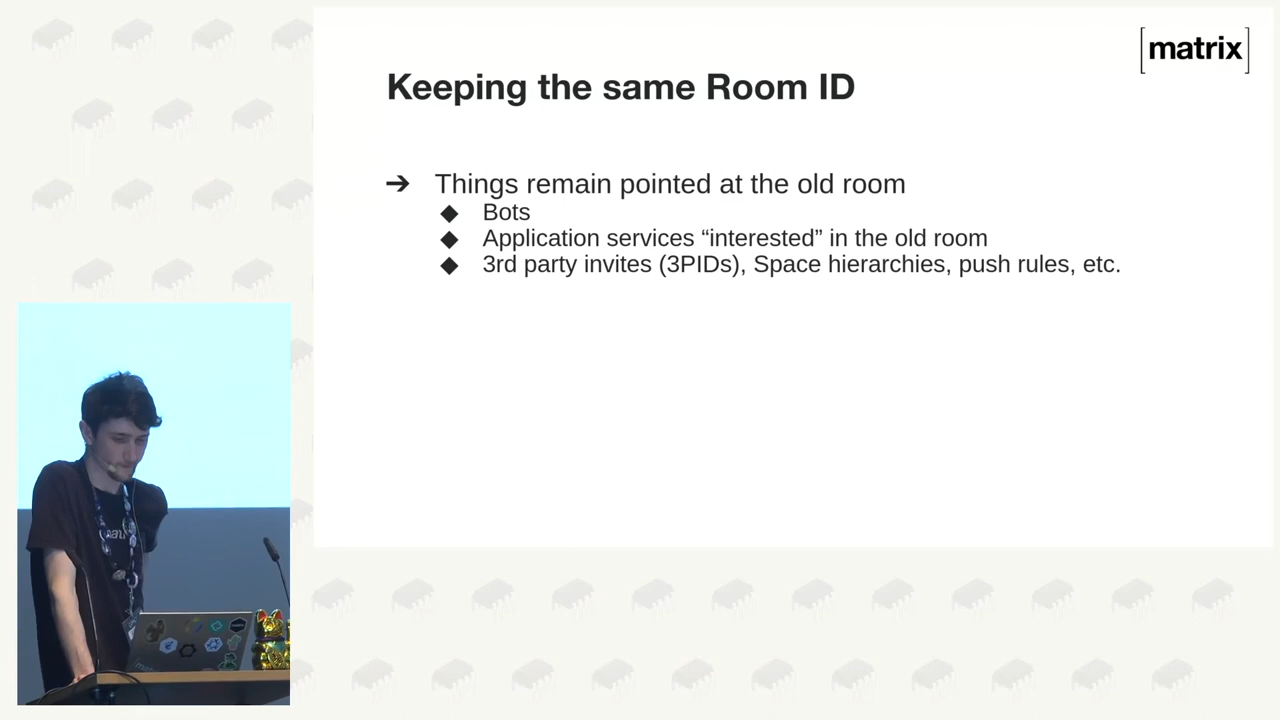 [matrix]
Keeping the same Room ID
➔ Things remain pointed at the old room
◆ Bots
◆ Application services “interested” in the old room
◆ 3rd party invites (3PIDs), Space hierarchies, push rules, etc.